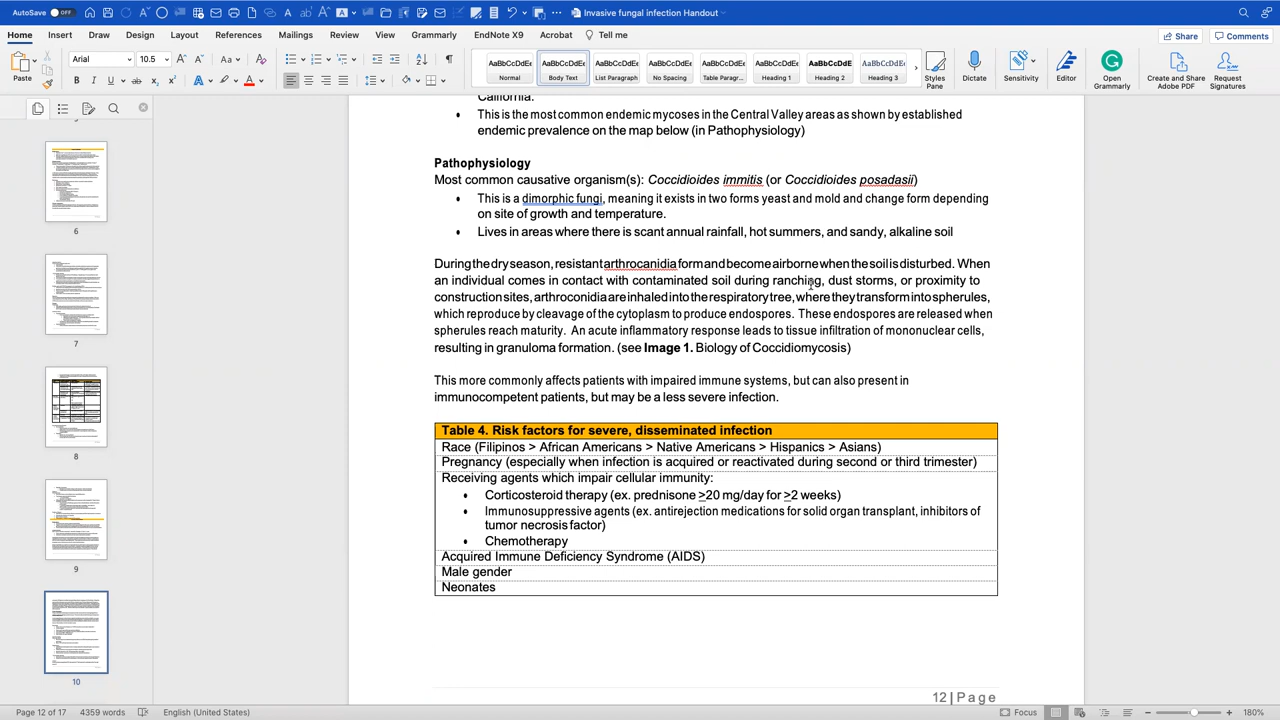 AutoSave OFF Invasive fungal infection Handout
Home Insert Draw Design Layout References Mailings Review View Grammarly EndNote X9 Acrobat Tell me Share Comments
Paste
Arial 10.5
AaBbCcDdEe AaBbCcDdEe AaBbCcDdEe AaBbCcDdEe AaBbCcDdEe AaBbCcDdEe AaBbCcDdEe AaBbCcDdEe
Normal Body Text List Paragraph No Spacing Table Paragr... Heading 1 Heading 2 Heading 3
Styles Pane
Dictate
Sensitivity
Editor
Open Grammarly
Create and Share Adobe PDF
Request Signatures
6
7
8
9
10
California.
• This is the most common endemic mycoses in the Central Valley areas as shown by established
endemic prevalence on the map below (in Pathophysiology)
Pathophysiology
Most common causative organism(s): Coccidioides immitis (or Coccidioides posadasii)
• This is a dimorphic fungi, meaning it exists in two forms yeast and mold and change form depending
on site of growth and temperature.
• Lives in areas where there is scant annual rainfall, hot summers, and sandy, alkaline soil
During the dry season, resistant arthrocanidia form and become airborne when the soil is disturbed. When
an individual comes in contact with contaminated soil during ranching, dust storms, or proximity to
construction sites, arthroconidia are inhaled into the respiratory tree, where they transform into spherules,
which reproduce by cleavage of the cytoplasm to produce endospores. These endospores are released when
spherules reach maturity. An acute inflammatory response leads to tissue infiltration of mononuclear cells,
resulting in granuloma formation. (see Image 1. Biology of Coccidiomycosis)
This more commonly affects patients with impaired immune systems, but can also present in
immunocompetent patients, but may be a less severe infection.
Table 4. Risk factors for severe, disseminated infection
Race (Filipinos > African Americans > Native Americans > Hispanics > Asians)
Pregnancy (especially when infection is acquired or reactivated during second or third trimester)
Receiving agents which impair cellular immunity:
• Corticosteroid therapy (ex. prednisone ≥20 mg/day for ≥2 weeks)
• Immunosuppressive agents (ex. antirejection medications for solid organ transplant, inhibitors of
tumor necrosis factor)
• Chemotherapy
Acquired Immune Deficiency Syndrome (AIDS)
Male gender
Neonates
12 | Page
Page 12 of 17 4359 words English (United States) Focus 180%